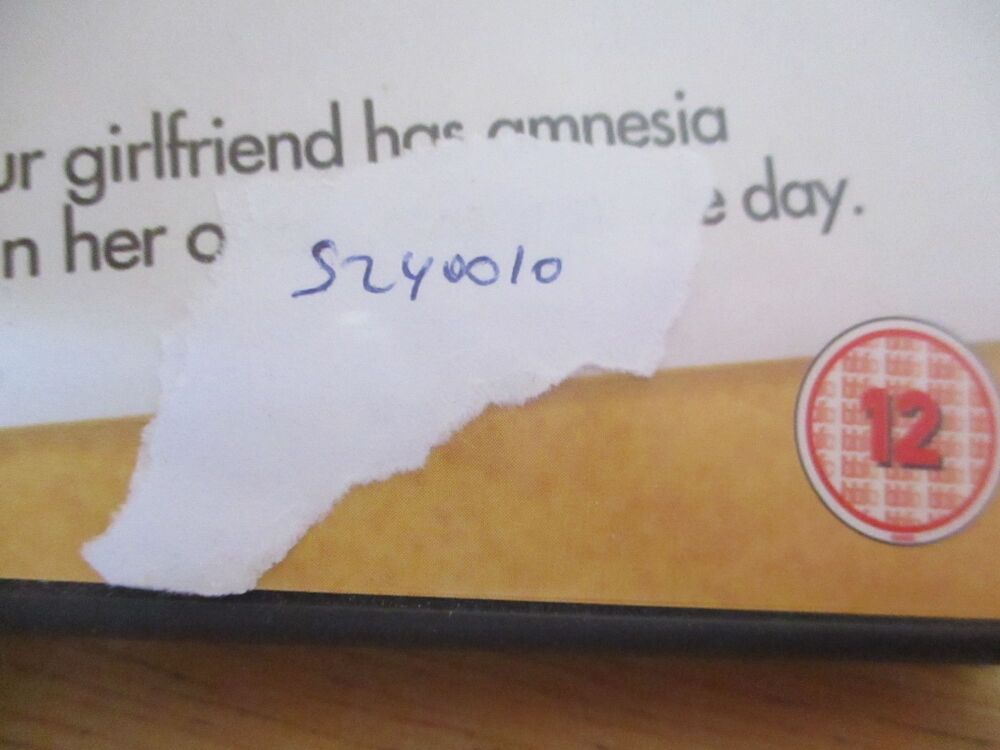 ur girlfriend has amnesia
n her o
e day.
S240010
12